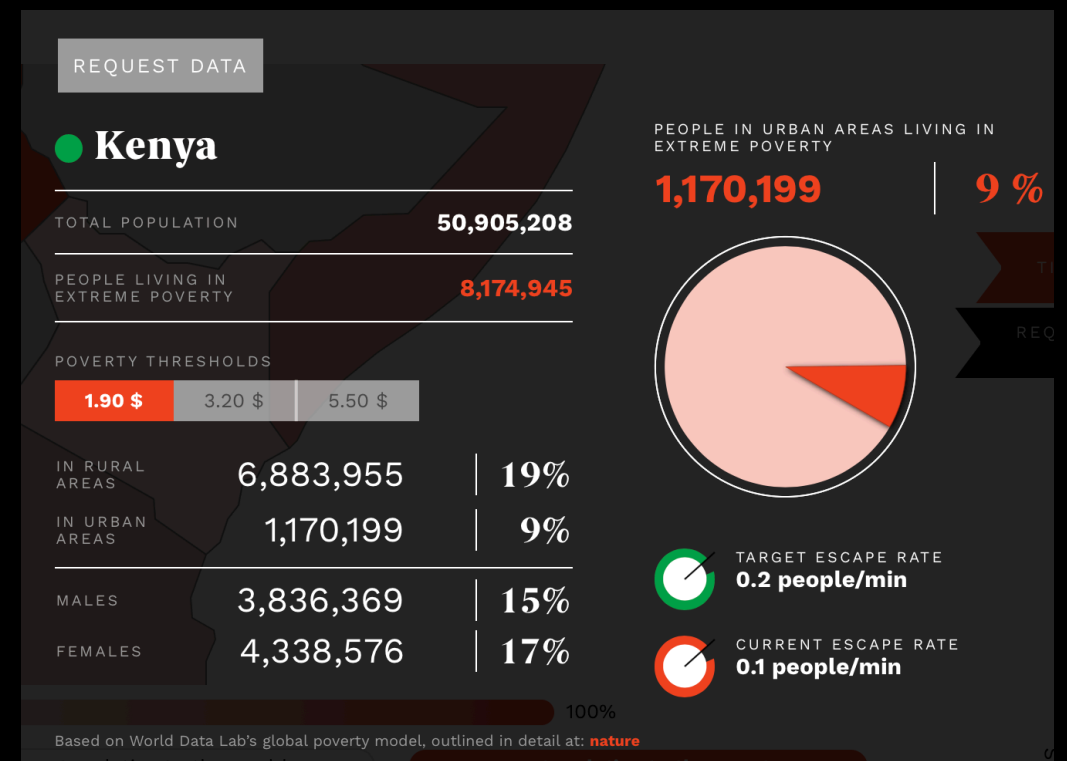 REQUEST DATA
Kenya
TOTAL POPULATION 50,905,208
PEOPLE LIVING IN
EXTREME POVERTY 8,174,945
POVERTY THRESHOLDS
1.90 $ 3.20 $ 5.50 $
IN RURAL
AREAS 6,883,955 19%
IN URBAN
AREAS 1,170,199 9%
MALES 3,836,369 15%
FEMALES 4,338,576 17%
PEOPLE IN URBAN AREAS LIVING IN
EXTREME POVERTY
1,170,199 9 %
TARGET ESCAPE RATE
0.2 people/min
CURRENT ESCAPE RATE
0.1 people/min
100%
Based on World Data Lab’s global poverty model, outlined in detail at: nature